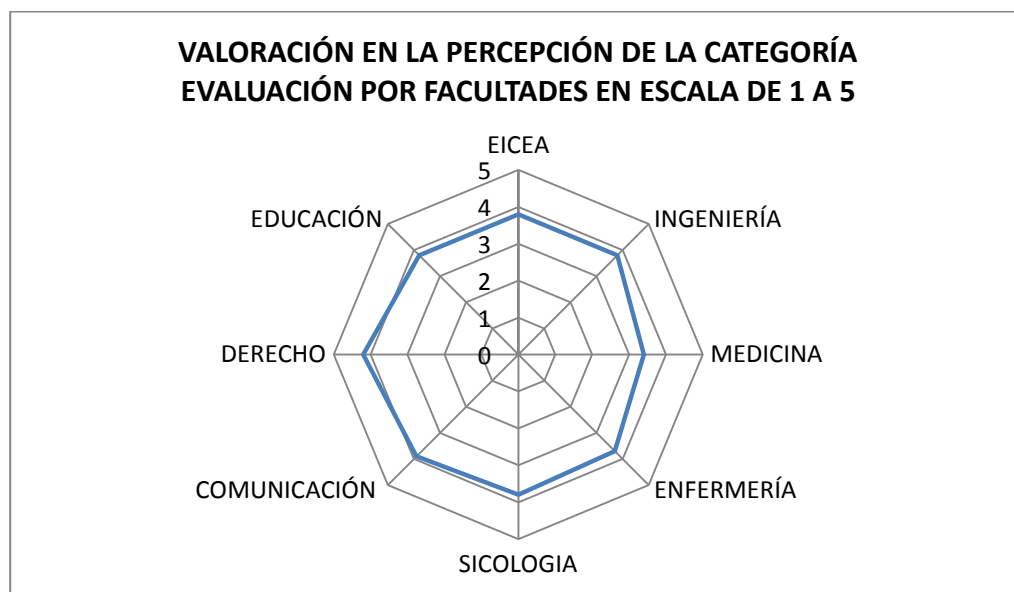 VALORACIÓN EN LA PERCEPCIÓN DE LA CATEGORÍA
EVALUACIÓN POR FACULTADES EN ESCALA DE 1 A 5
EICEA
5
EDUCACIÓN
4
INGENIERÍA
3
2
1
DERECHO
0
MEDICINA
COMUNICACIÓN
ENFERMERÍA
SICOLOGIA